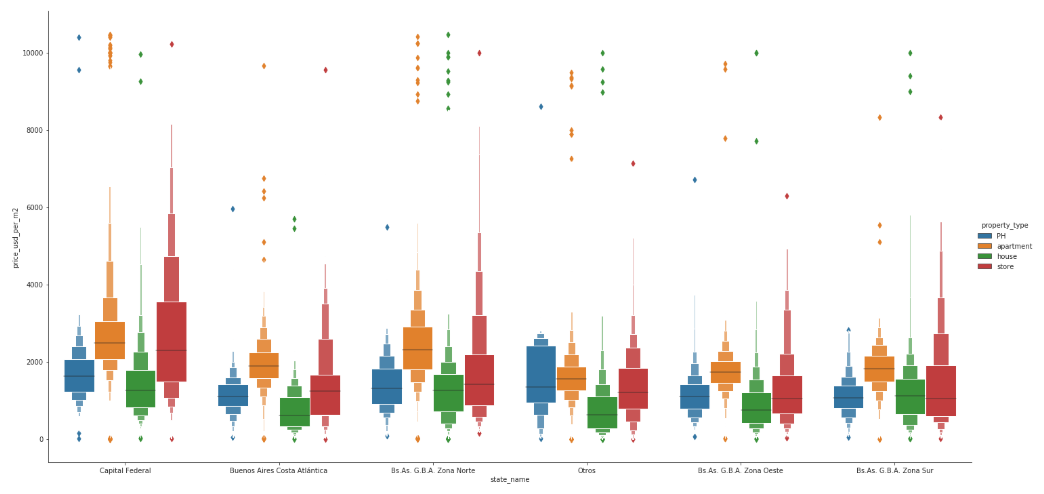 10000
8000
6000
4000
2000
0
price_usd_per_m2
Capital Federal
Buenos Aires Costa Atlántica
Bs.As. G.B.A. Zona Norte
Otros
Bs.As. G.B.A. Zona Oeste
Bs.As. G.B.A. Zona Sur
state_name
property_type
PH
apartment
house
store